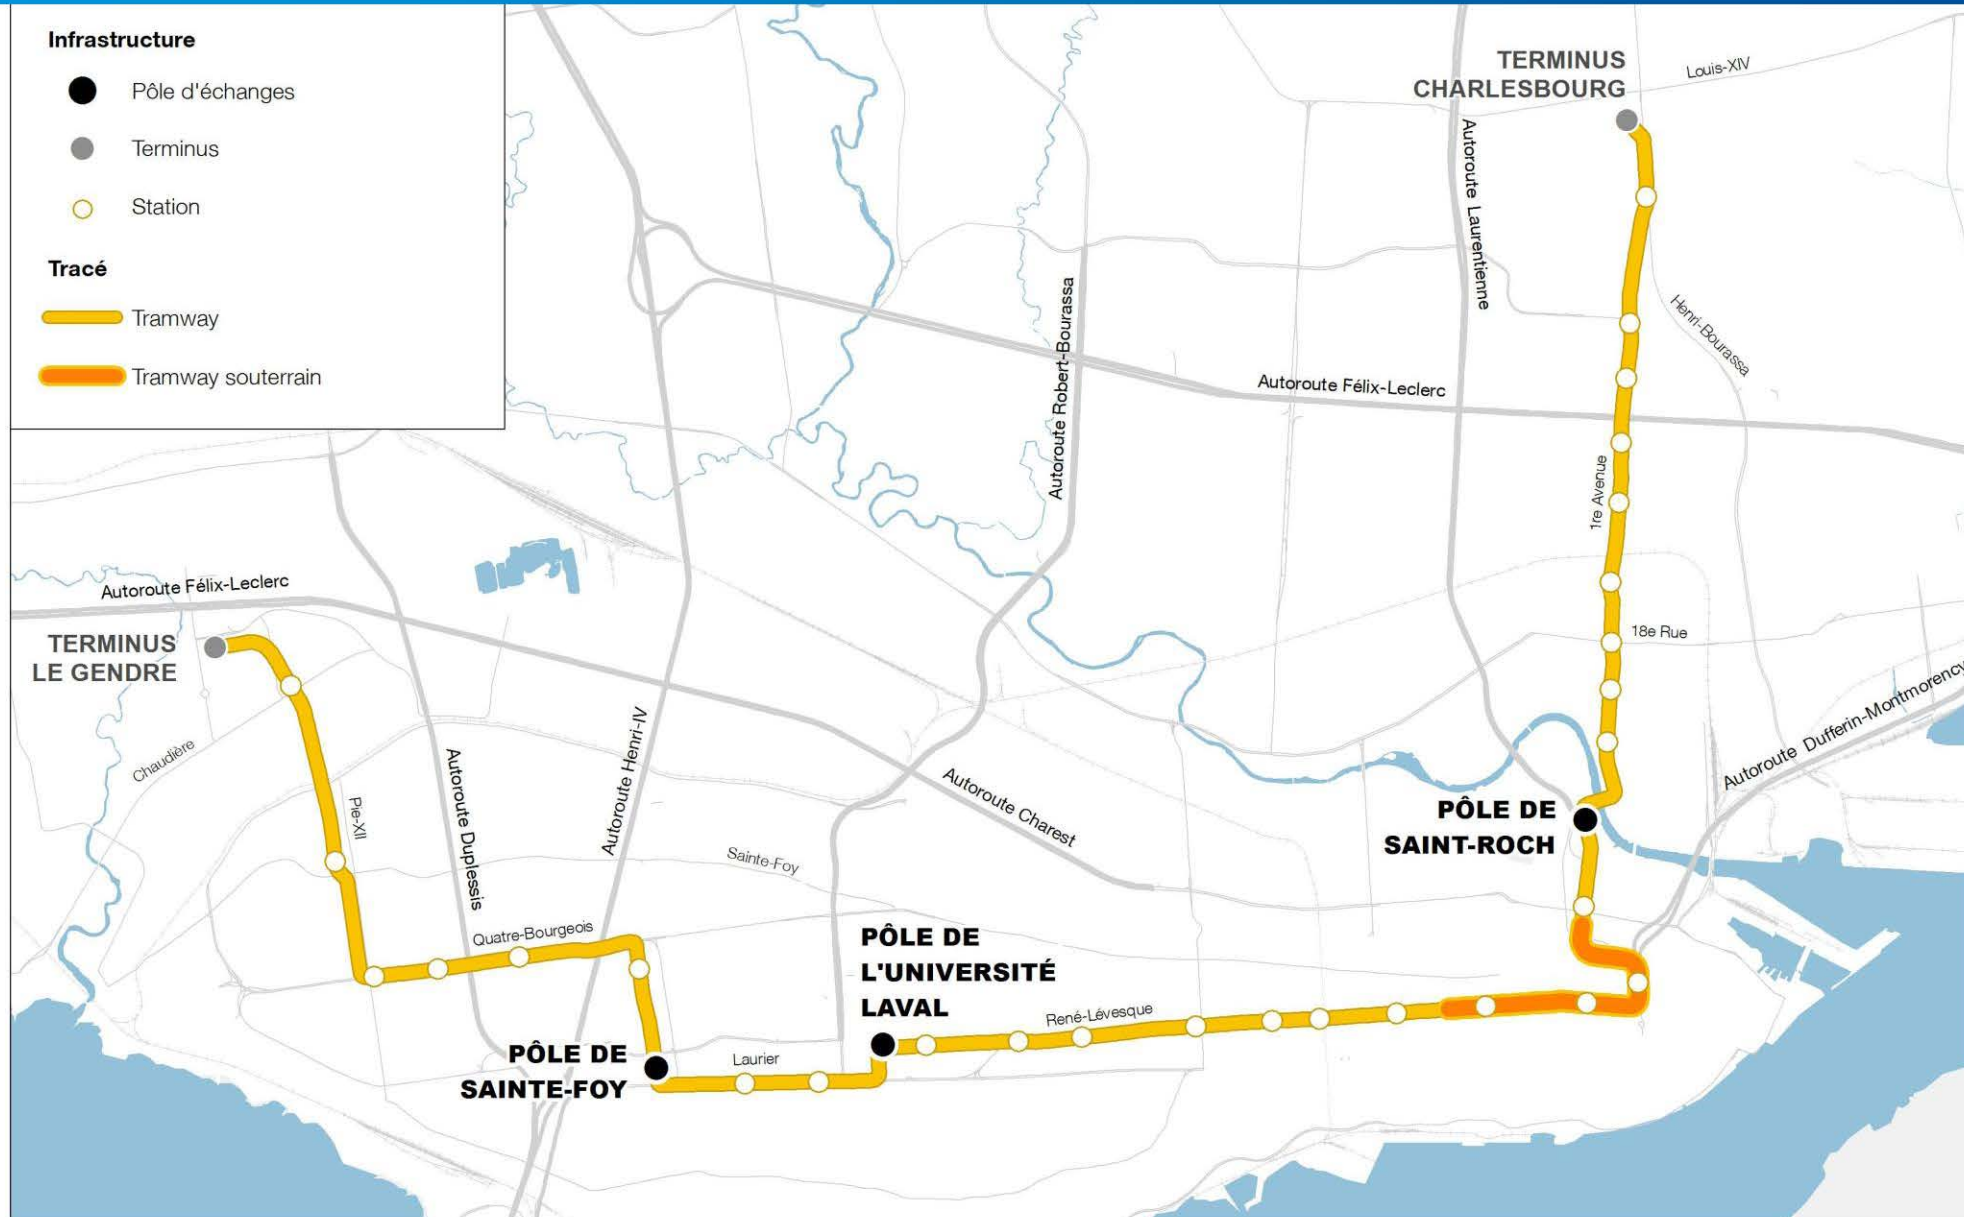 Infrastructure
Pôle d'échanges
Terminus
Station
Tracé
Tramway
Tramway souterrain
TERMINUS
CHARLESBOURG
Louis-XIV
Autoroute Laurentienne
Henri-Bourassa
Autoroute Robert-Bourassa
Autoroute Félix-Leclerc
1re Avenue
Autoroute Félix-Leclerc
TERMINUS
LE GENDRE
18e Rue
Autoroute Dufferin-Montmorency
Chaudière
Pie-XII
Autoroute Duplessis
Autoroute Henri-IV
Autoroute Charest
Sainte-Foy
PÔLE DE
SAINT-ROCH
Quatre-Bourgeois
PÔLE DE
L'UNIVERSITÉ
LAVAL
René-Lévesque
PÔLE DE
SAINTE-FOY
Laurier